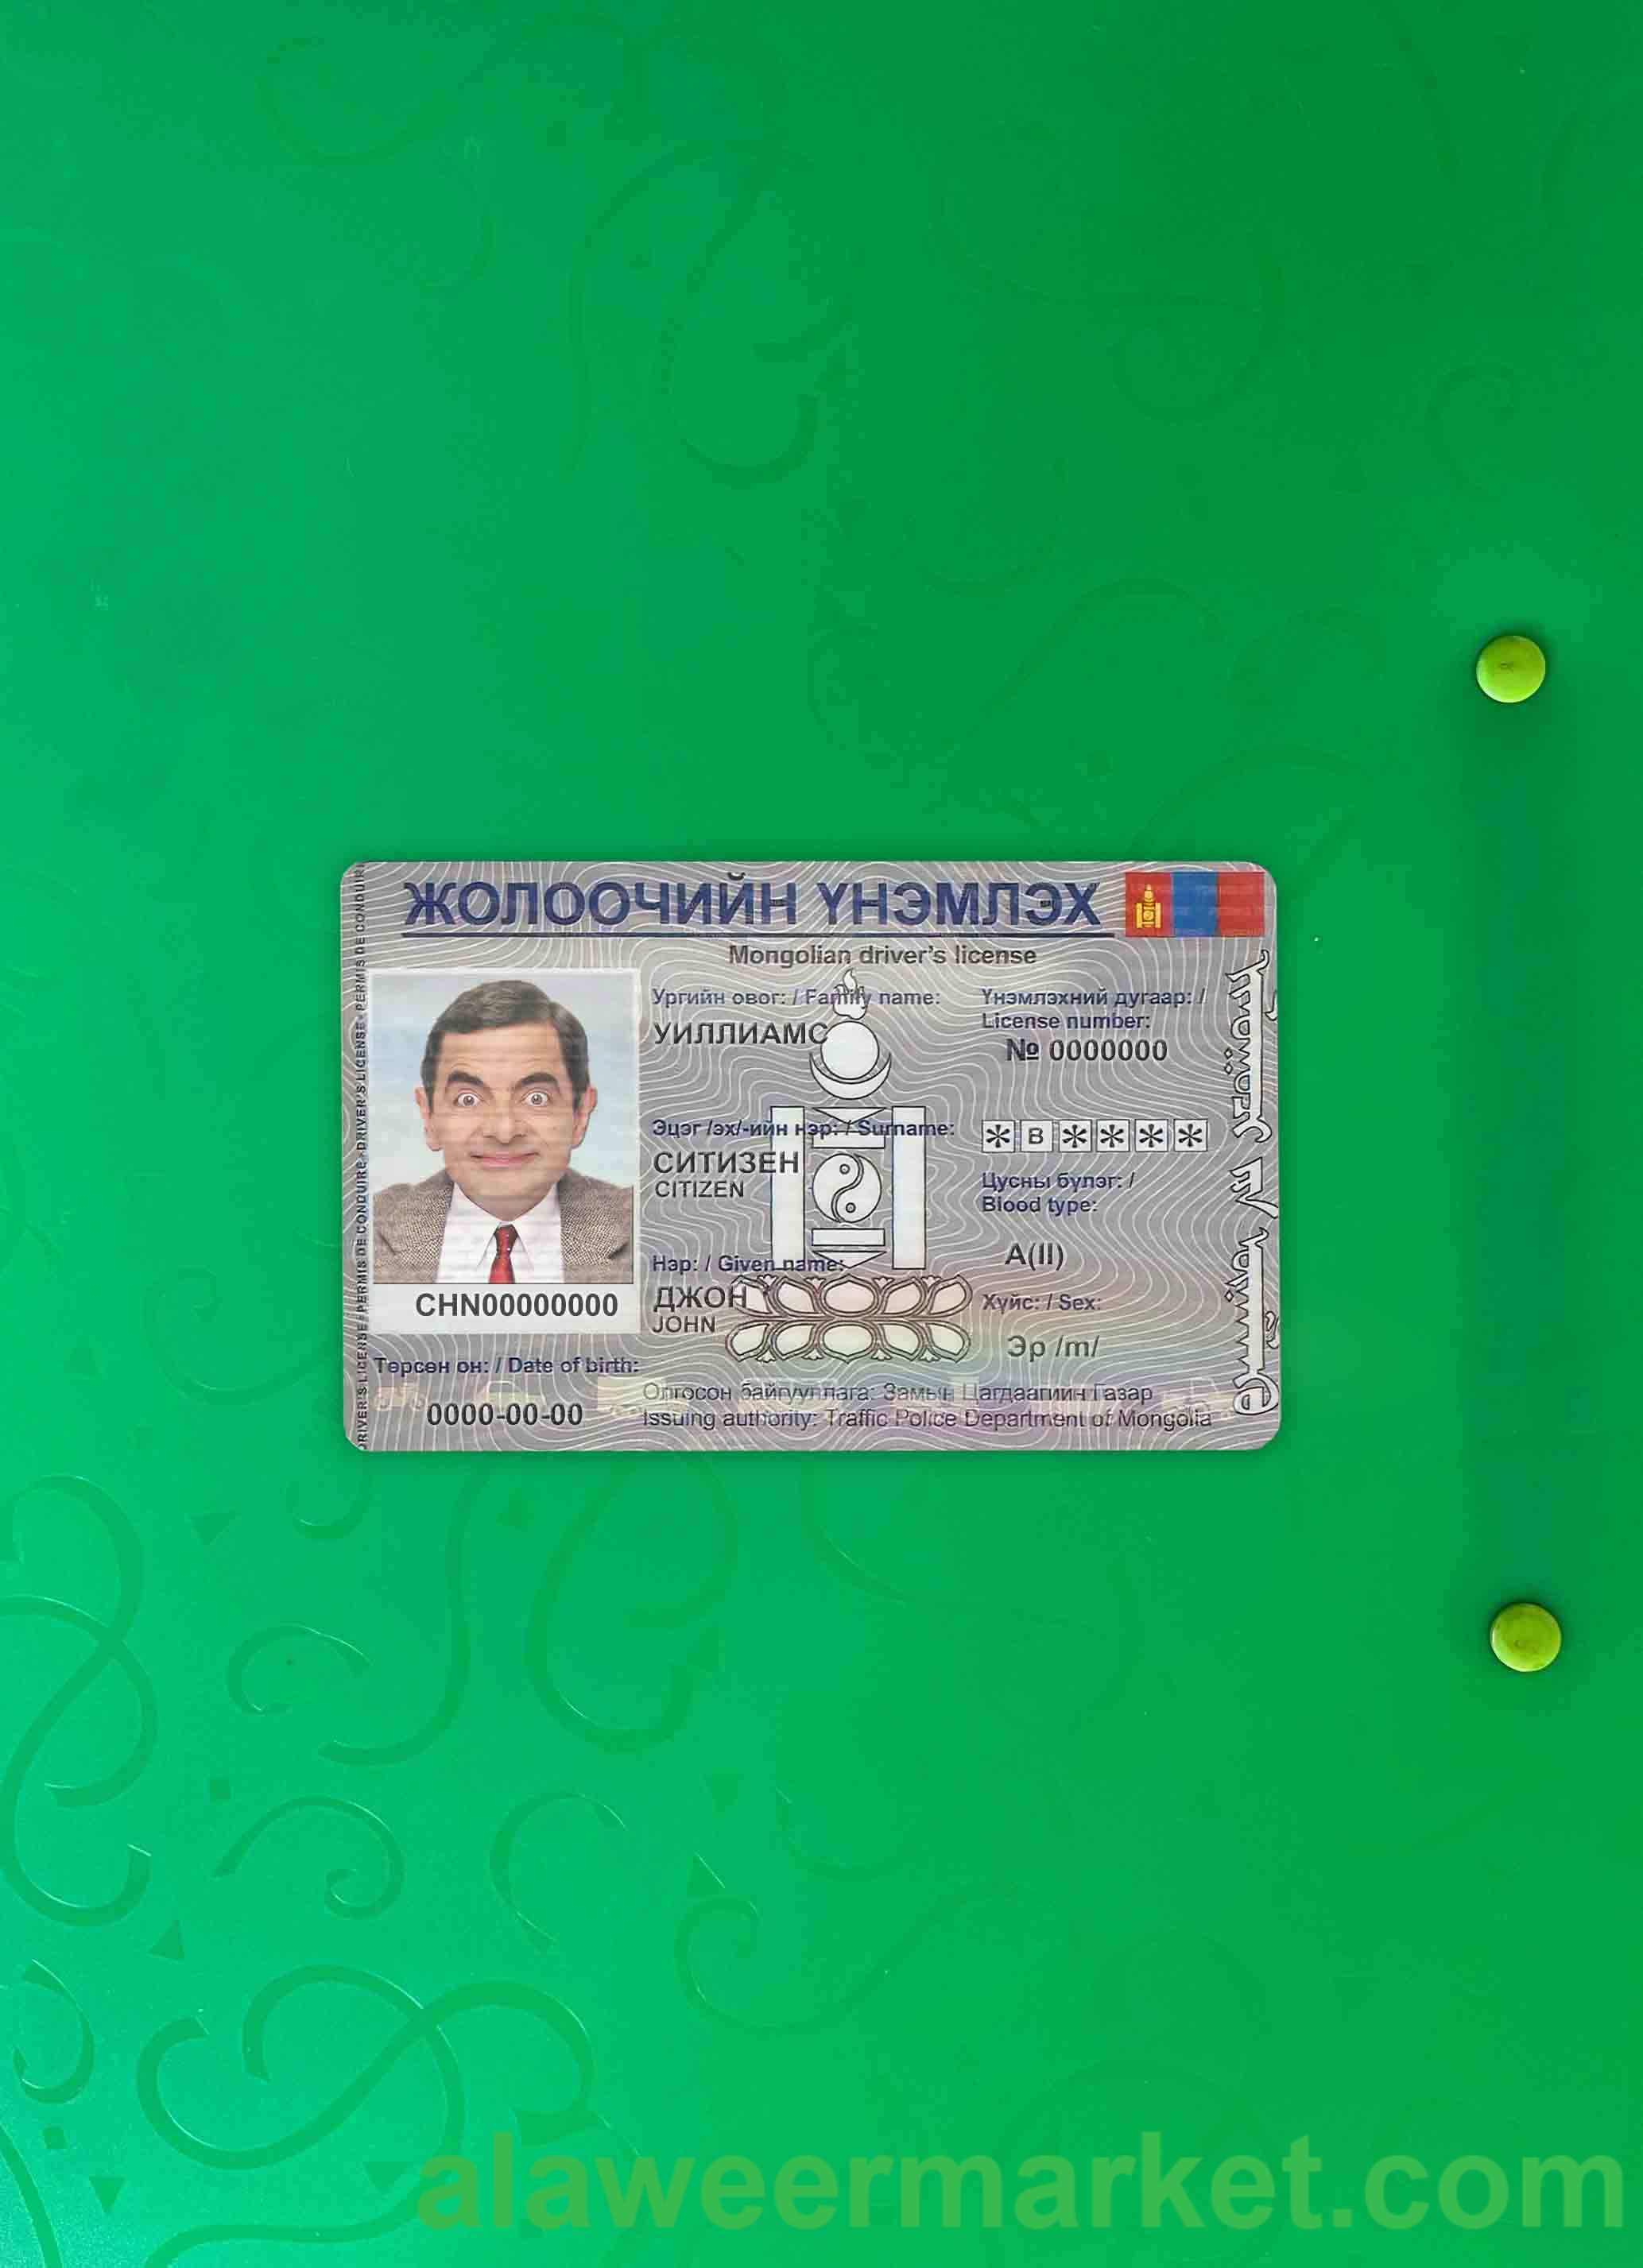 ЖОЛООЧИЙН ҮНЭМЛЭХ
Mongolian driver's license
Ургийн овог: / Family name:
УИЛЛИАМС
Үнэмлэхний дугаар: /
License number:
№ 0000000
Эцэг /эх/-ийн нэр: / Surname:
СИТИЗЕН
CITIZEN
* B * * * *
Цусны бүлэг: /
Blood type:
A(II)
Нэр: / Given name:
ДЖОН
JOHN
Хүйс: / Sex:
Эр /m/
CHN00000000
Төрсөн он: / Date of birth:
0000-00-00
Олгосон байгууллага: Замын Цагдаагийн Газар
Issuing authority: Traffic Police Department of Mongolia
DRIVER'S LICENSE - PERMIS DE CONDUIRE - DRIVER'S LICENSE - PERMIS DE CONDUIR
alaweermarket.com